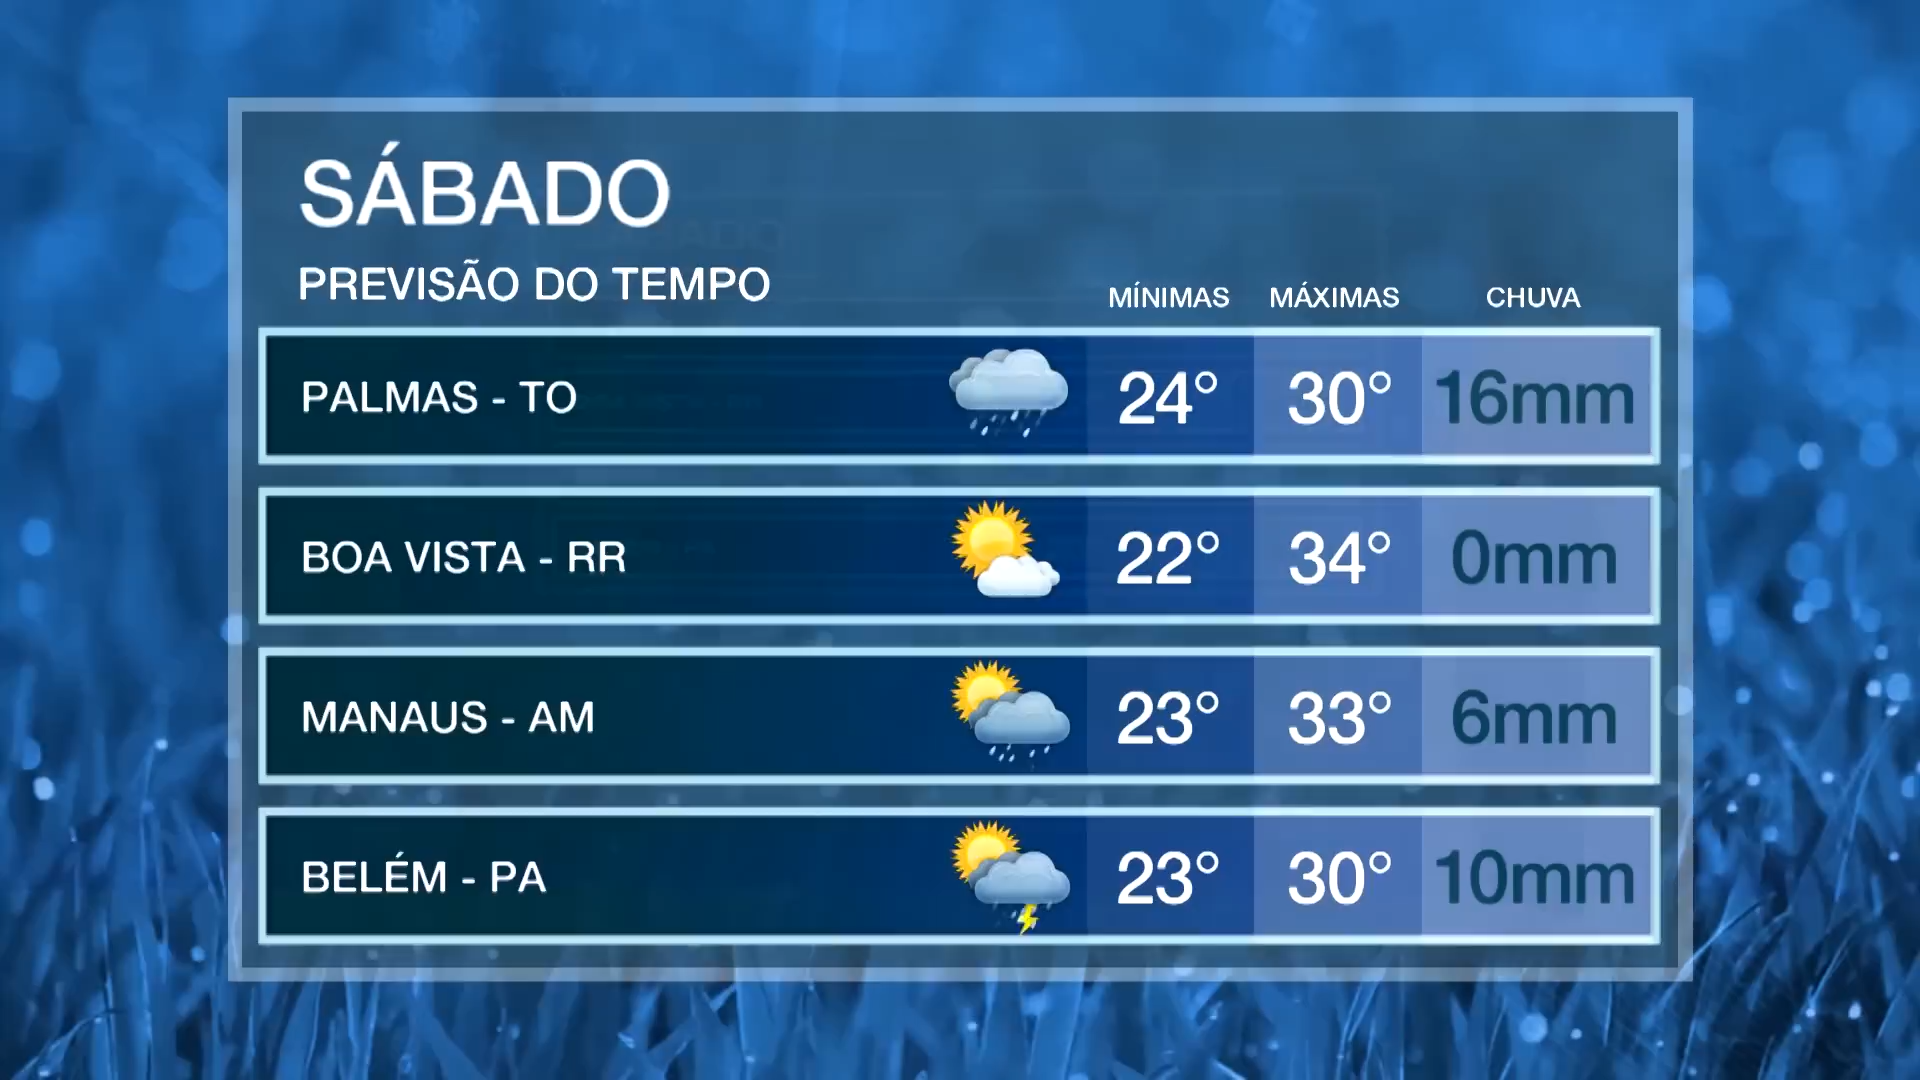 SÁBADO
PREVISÃO DO TEMPO
MÍNIMAS MÁXIMAS CHUVA
PALMAS - TO 24° 30° 16mm
BOA VISTA - RR 22° 34° 0mm
MANAUS - AM 23° 33° 6mm
BELÉM - PA 23° 30° 10mm